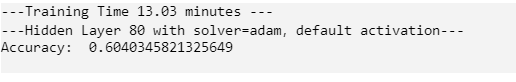 ---Training Time 13.03 minutes ---
---Hidden Layer 80 with solver=adam, default activation---
Accuracy:  0.6040345821325649